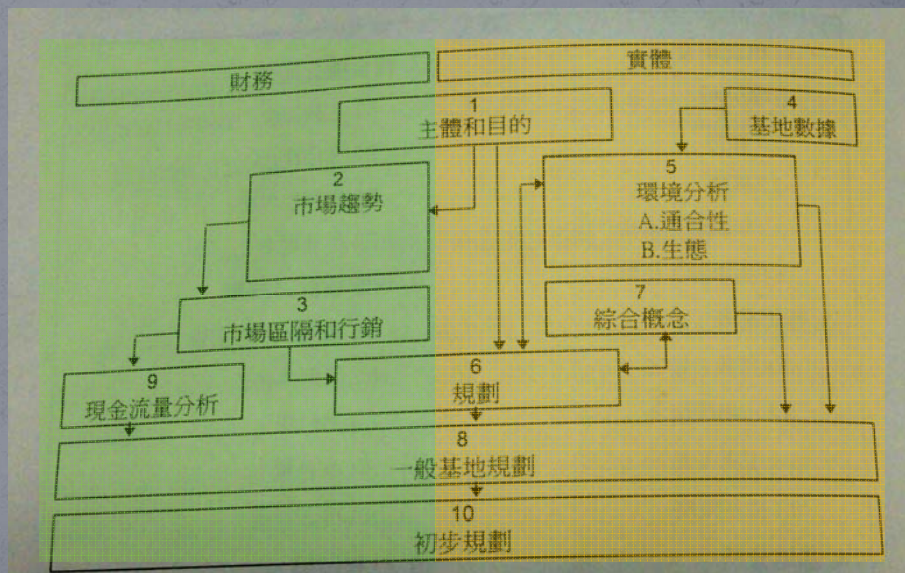 財務
實體
1
主體和目的
4
基地數據
2
市場趨勢
5
環境分析
A.通合性
B.生態
3
市場區隔和行銷
7
綜合概念
6
規劃
9
現金流量分析
8
一般基地規劃
10
初步規劃